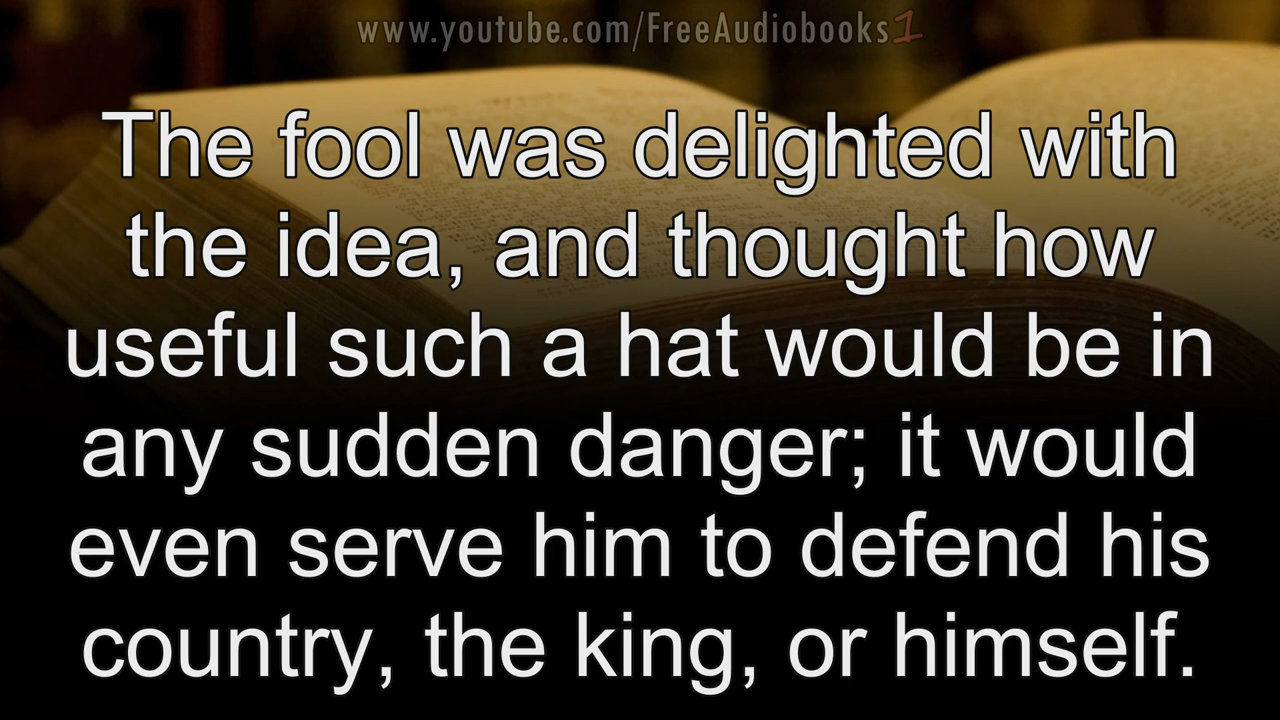 www.youtube.com/FreeAudiobooks1
The fool was delighted with
the idea, and thought how
useful such a hat would be in
any sudden danger; it would
even serve him to defend his
country, the king, or himself.